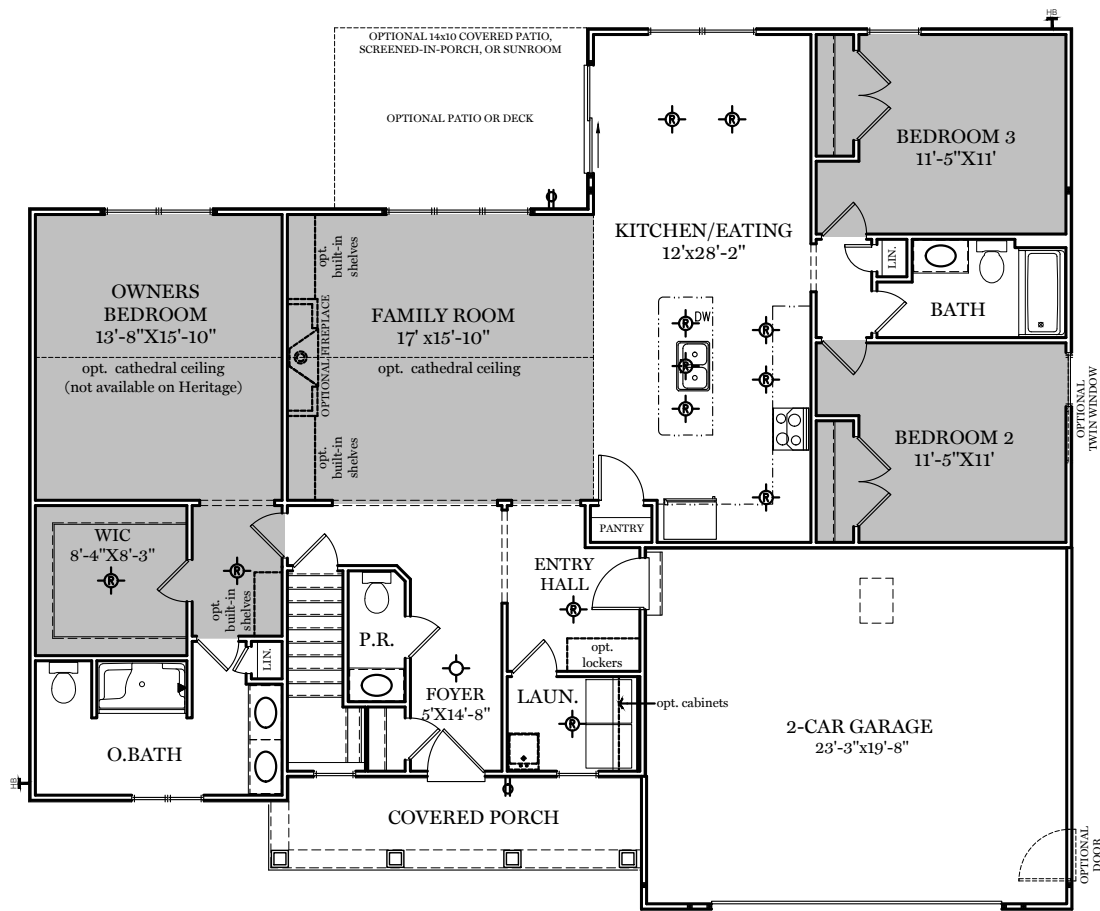 HB
OPTIONAL 14x10 COVERED PATIO,
SCREENED-IN-PORCH, OR SUNROOM
OPTIONAL PATIO OR DECK
R
R
BEDROOM 3
11'-5"X11'
KITCHEN/EATING
12'x28'-2"
LIN.
BATH
OWNERS
BEDROOM
13'-8"X15'-10"
opt. cathedral ceiling
(not available on Heritage)
opt.
built-in
shelves
OPTIONAL FIREPLACE
opt.
built-in
shelves
FAMILY ROOM
17' x15'-10"
opt. cathedral ceiling
DW
R
R
R
R
R
R
BEDROOM 2
11'-5"X11'
OPTIONAL
TWIN WINDOW
PANTRY
WIC
8'-4"X8'-3"
R
R
opt.
built-in
shelves
LIN.
P.R.
ENTRY
HALL
R
opt.
lockers
FOYER
5'X14'-8"
LAUN.
R
opt. cabinets
2-CAR GARAGE
23'-3"x19'-8"
O.BATH
HB
COVERED PORCH
OPTIONAL
DOOR